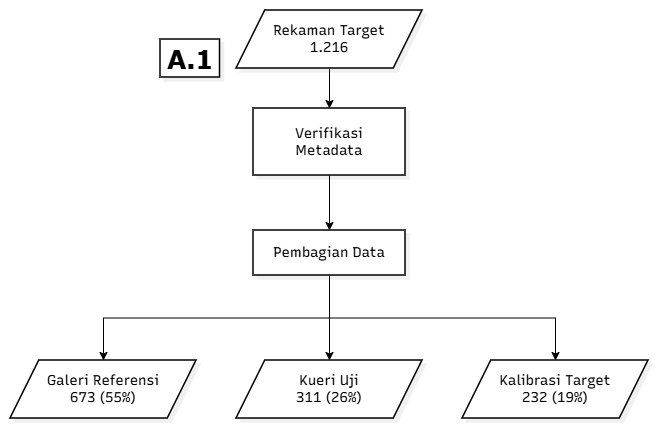 Rekaman Target
1.216
A.1
Verifikasi
Metadata
Pembagian Data
Galeri Referensi
673 (55%)
Kueri Uji
311 (26%)
Kalibrasi Target
232 (19%)